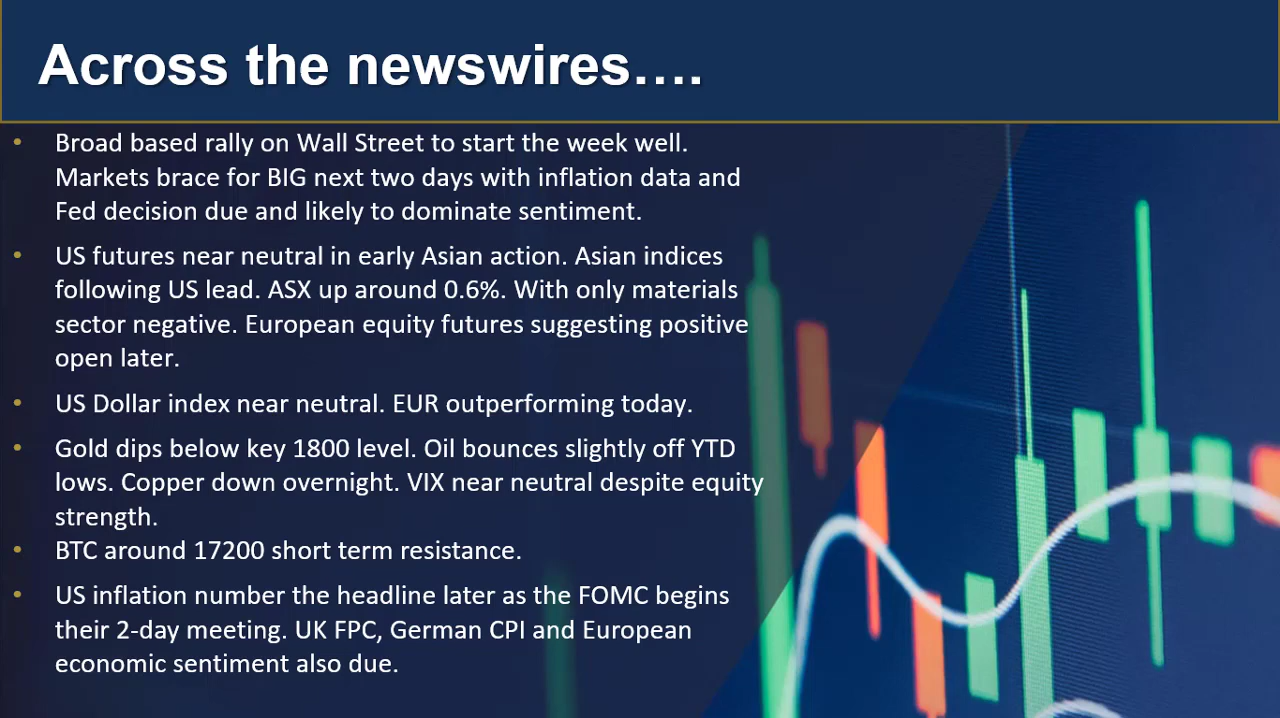 Across the newswires….
• Broad based rally on Wall Street to start the week well.
Markets brace for BIG next two days with inflation data and
Fed decision due and likely to dominate sentiment.
• US futures near neutral in early Asian action. Asian indices
following US lead. ASX up around 0.6%. With only materials
sector negative. European equity futures suggesting positive
open later.
• US Dollar index near neutral. EUR outperforming today.
• Gold dips below key 1800 level. Oil bounces slightly off YTD
lows. Copper down overnight. VIX near neutral despite equity
strength.
• BTC around 17200 short term resistance.
• US inflation number the headline later as the FOMC begins
their 2-day meeting. UK FPC, German CPI and European
economic sentiment also due.